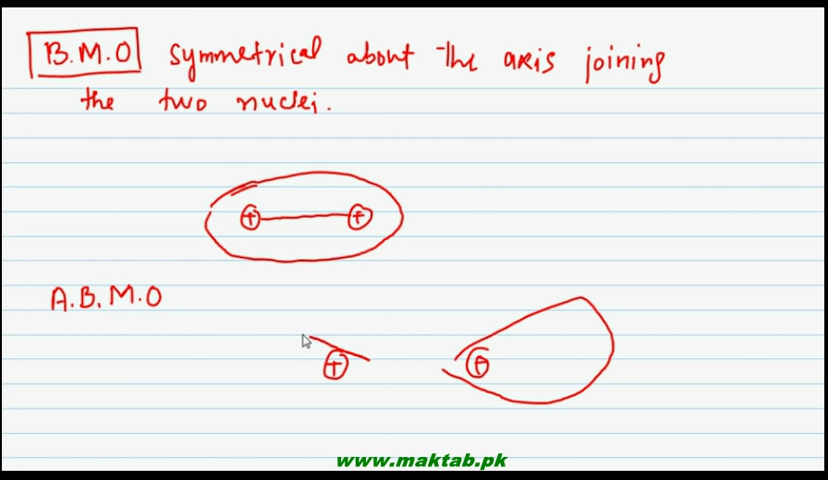 B.M.O symmetrical about the axis joining
the two nuclei.
+ +
A.B.M.O
+ +
www.maktab.pk